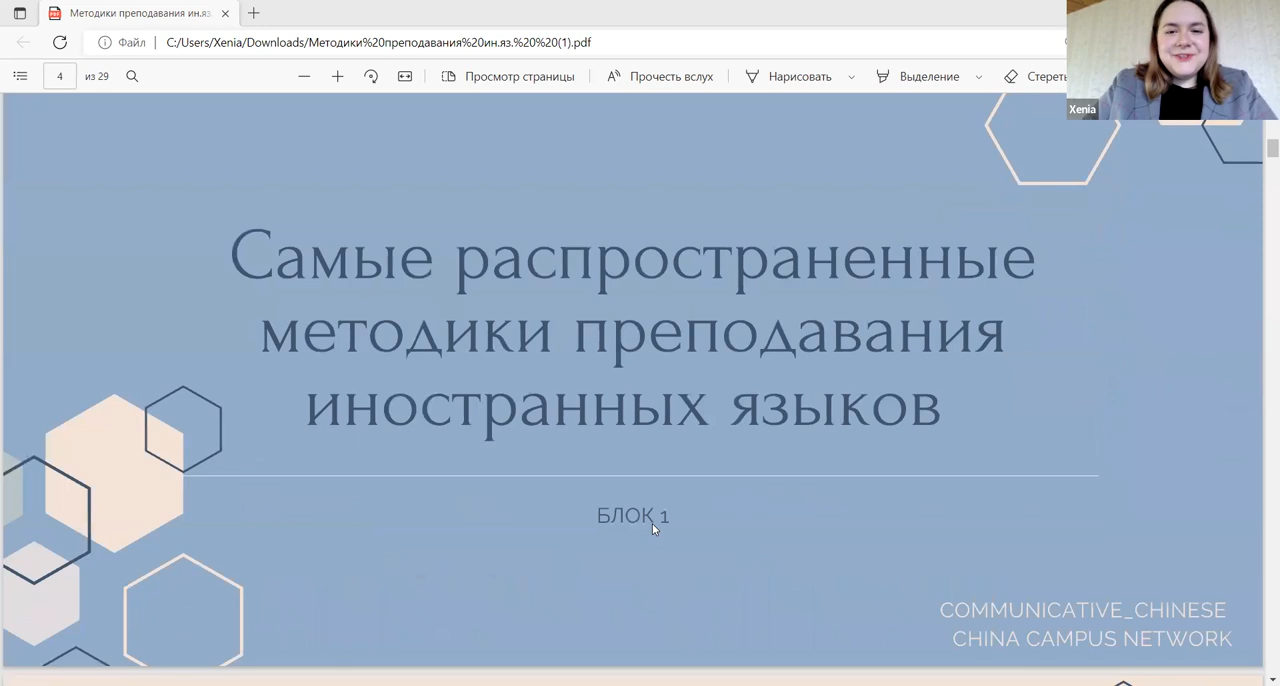 Методики преподавания ин.яз.
Файл
C:/Users/Xenia/Downloads/Методики%20преподавания%20ин.яз.%20%20(1).pdf
4 из 29
Просмотр страницы
Прочесть вслух
Нарисовать
Выделение
Стереть
Xenia
Самые распространенные
методики преподавания
иностранных языков
БЛОК 1
COMMUNICATIVE_CHINESE
CHINA CAMPUS NETWORK